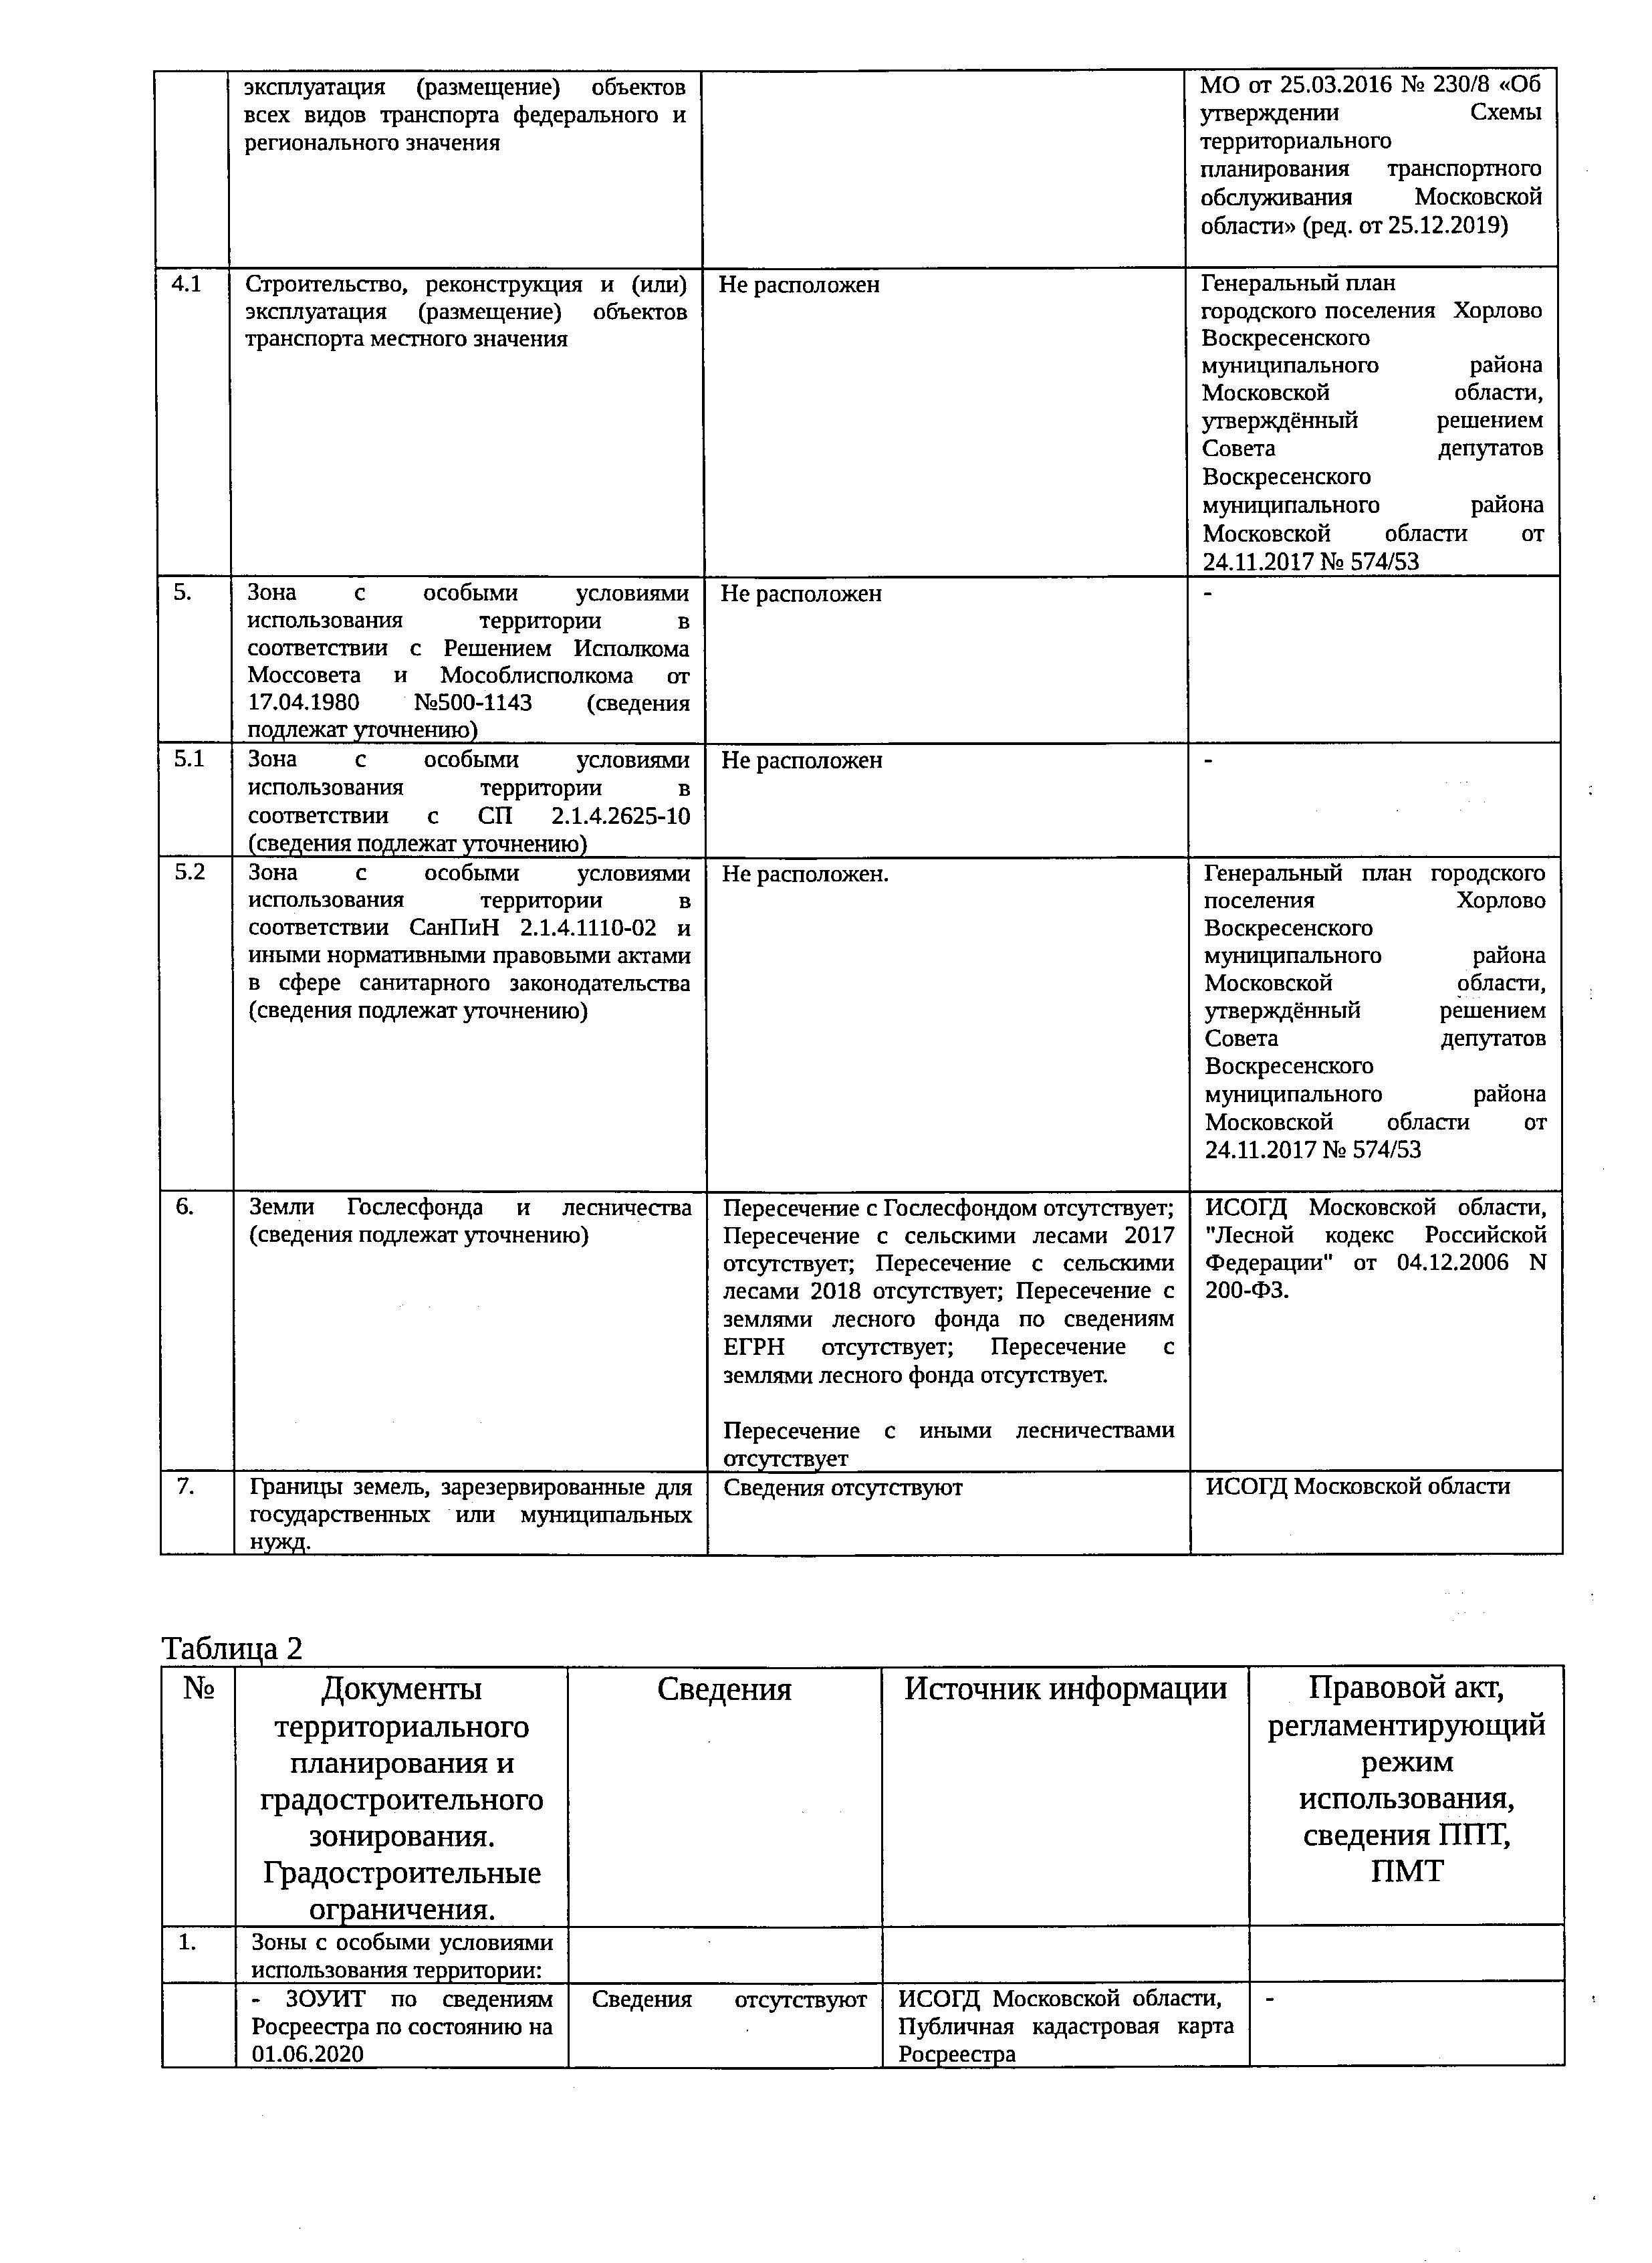 эксплуатация (размещение) объектов
всех видов транспорта федерального и
регионального значения
МО от 25.03.2016 № 230/8 «Об
утверждении Схемы
территориального
планирования транспортного
обслуживания Московской
области» (ред. от 25.12.2019)
4.1
Строительство, реконструкция и (или)
эксплуатация (размещение) объектов
транспорта местного значения
Не расположен
Генеральный план
городского поселения Хорлово
Воскресенского
муниципального района
Московской области,
утверждённый решением
Совета депутатов
Воскресенского
муниципального района
Московской области от
24.11.2017 № 574/53
5.
Зона с особыми условиями
использования территории в
соответствии с Решением Исполкома
Моссовета и Мособлисполкома от
17.04.1980 №500-1143 (сведения
подлежат уточнению)
Не расположен
-
5.1
Зона с особыми условиями
использования территории в
соответствии с СП 2.1.4.2625-10
(сведения подлежат уточнению)
Не расположен
-
5.2
Зона с особыми условиями
использования территории в
соответствии СанПиН 2.1.4.1110-02 и
иными нормативными правовыми актами
в сфере санитарного законодательства
(сведения подлежат уточнению)
Не расположен.
Генеральный план городского
поселения Хорлово
Воскресенского
муниципального района
Московской области,
утверждённый решением
Совета депутатов
Воскресенского
муниципального района
Московской области от
24.11.2017 № 574/53
6.
Земли Гослесфонда и лесничества
(сведения подлежат уточнению)
Пересечение с Гослесфондом отсутствует;
Пересечение с сельскими лесами 2017
отсутствует; Пересечение с сельскими
лесами 2018 отсутствует; Пересечение с
землями лесного фонда по сведениям
ЕГРН отсутствует; Пересечение с
землями лесного фонда отсутствует.
Пересечение с иными лесничествами
отсутствует
ИСОГД Московской области,
"Лесной кодекс Российской
Федерации" от 04.12.2006 N
200-ФЗ.
7.
Границы земель, зарезервированные для
государственных или муниципальных
нужд.
Сведения отсутствуют
ИСОГД Московской области
Таблица 2
№
Документы
территориального
планирования и
градостроительного
зонирования.
Градостроительные
ограничения.
Сведения
Источник информации
Правовой акт,
регламентирующий
режим
использования,
сведения ППТ,
ПМТ
1.
Зоны с особыми условиями
использования территории:
- ЗОУИТ по сведениям
Росреестра по состоянию на
01.06.2020
Сведения отсутствуют
ИСОГД Московской области,
Публичная кадастровая карта
Росреестра
-